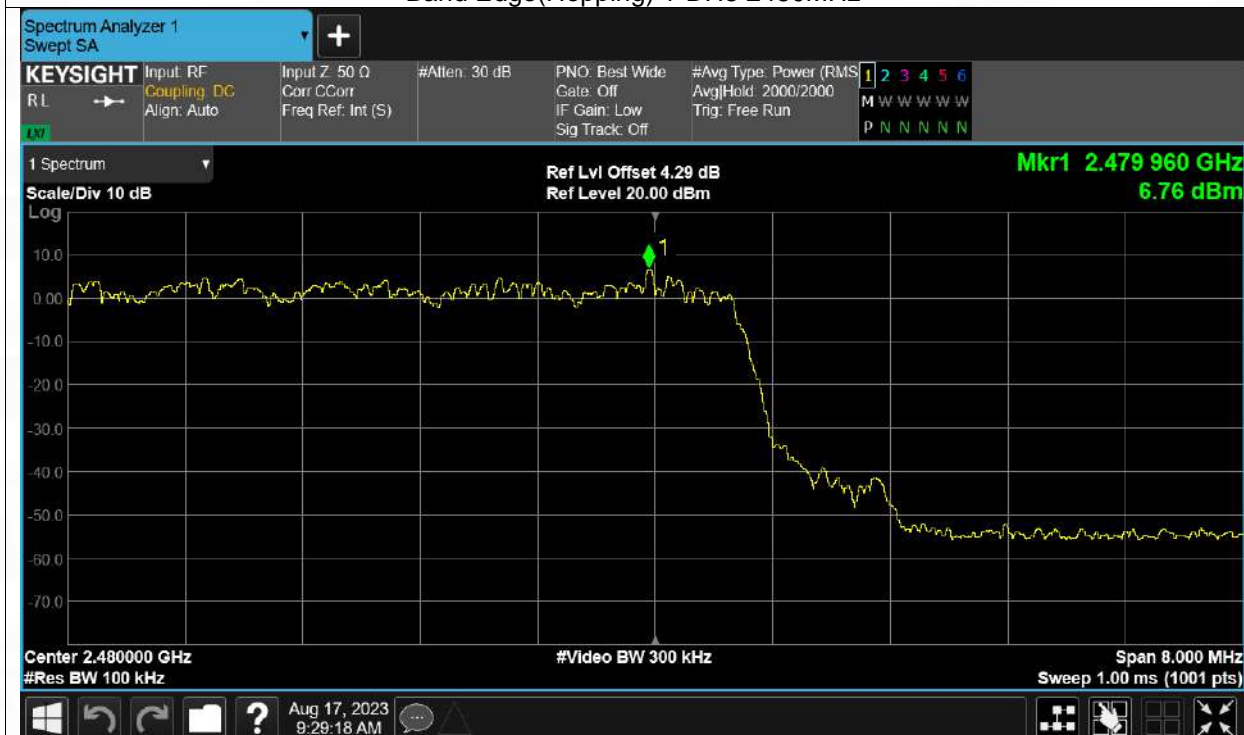 Spectrum Analyzer 1
Swept SA
+
KEYSIGHT
RL
LXI
Input: RF
Coupling: DC
Align: Auto
Input Z: 50 Ω
Corr CCorr
Freq Ref: Int (S)
#Atten: 30 dB
PNO: Best Wide
Gate: Off
IF Gain: Low
Sig Track: Off
#Avg Type: Power (RMS
Avg|Hold: 2000/2000
Trig: Free Run
1 2 3 4 5 6
M W W W W W
P N N N N N
1 Spectrum
Scale/Div 10 dB
Log
Ref Lvl Offset 4.29 dB
Ref Level 20.00 dBm
Mkr1 2.479 960 GHz
6.76 dBm
1
10.0
0.00
-10.0
-20.0
-30.0
-40.0
-50.0
-60.0
-70.0
Center 2.480000 GHz
#Res BW 100 kHz
#Video BW 300 kHz
Span 8.000 MHz
Sweep 1.00 ms (1001 pts)
?
Aug 17, 2023
9:29:18 AM